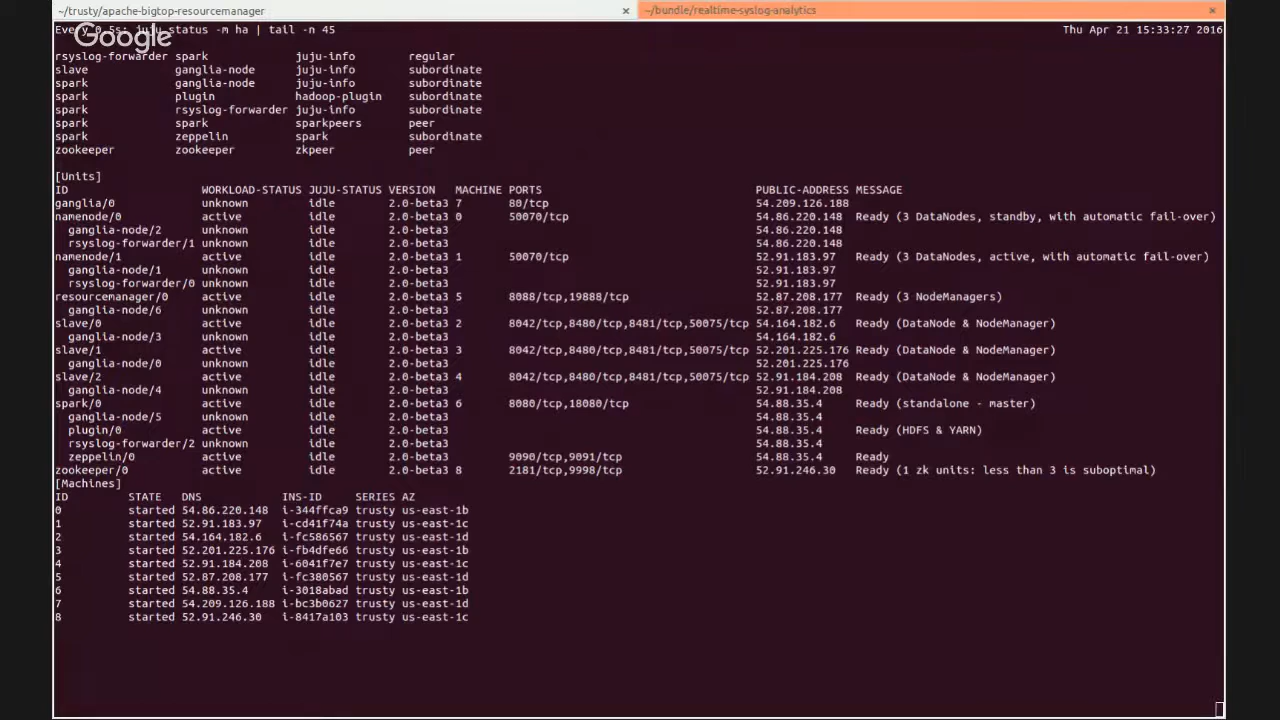 ~/trusty/apache-bigtop-resourcemanager × ~/bundle/realtime-syslog-analytics ×
Every 0.5s: juju status -m ha | tail -n 45 Thu Apr 21 15:33:27 2016
Google
rsyslog-forwarder spark juju-info regular
slave ganglia-node juju-info subordinate
spark ganglia-node juju-info subordinate
spark plugin hadoop-plugin subordinate
spark rsyslog-forwarder juju-info subordinate
spark spark sparkpeers peer
spark zeppelin spark subordinate
zookeeper zookeeper zkpeer peer
[Units]
ID WORKLOAD-STATUS JUJU-STATUS VERSION MACHINE PORTS PUBLIC-ADDRESS MESSAGE
ganglia/0 unknown idle 2.0-beta3 7 80/tcp 54.209.126.188
namenode/0 active idle 2.0-beta3 0 50070/tcp 54.86.220.148 Ready (3 DataNodes, standby, with automatic fail-over)
ganglia-node/2 unknown idle 2.0-beta3 54.86.220.148
rsyslog-forwarder/1 unknown idle 2.0-beta3 54.86.220.148
namenode/1 active idle 2.0-beta3 1 50070/tcp 52.91.183.97 Ready (3 DataNodes, active, with automatic fail-over)
ganglia-node/1 unknown idle 2.0-beta3 52.91.183.97
rsyslog-forwarder/0 unknown idle 2.0-beta3 52.91.183.97
resourcemanager/0 active idle 2.0-beta3 5 8088/tcp,19888/tcp 52.87.208.177 Ready (3 NodeManagers)
ganglia-node/6 unknown idle 2.0-beta3 52.87.208.177
slave/0 active idle 2.0-beta3 2 8042/tcp,8480/tcp,8481/tcp,50075/tcp 54.164.182.6 Ready (DataNode & NodeManager)
ganglia-node/3 unknown idle 2.0-beta3 54.164.182.6
slave/1 active idle 2.0-beta3 3 8042/tcp,8480/tcp,8481/tcp,50075/tcp 52.201.225.176 Ready (DataNode & NodeManager)
ganglia-node/0 unknown idle 2.0-beta3 52.201.225.176
slave/2 active idle 2.0-beta3 4 8042/tcp,8480/tcp,8481/tcp,50075/tcp 52.91.184.208 Ready (DataNode & NodeManager)
ganglia-node/4 unknown idle 2.0-beta3 52.91.184.208
spark/0 active idle 2.0-beta3 6 8080/tcp,18080/tcp 54.88.35.4 Ready (standalone - master)
ganglia-node/5 unknown idle 2.0-beta3 54.88.35.4
plugin/0 active idle 2.0-beta3 54.88.35.4 Ready (HDFS & YARN)
rsyslog-forwarder/2 unknown idle 2.0-beta3 54.88.35.4
zeppelin/0 active idle 2.0-beta3 9090/tcp,9091/tcp 54.88.35.4 Ready
zookeeper/0 active idle 2.0-beta3 8 2181/tcp,9998/tcp 52.91.246.30 Ready (1 zk units: less than 3 is suboptimal)
[Machines]
ID STATE DNS INS-ID SERIES AZ
0 started 54.86.220.148 i-344ffca9 trusty us-east-1b
1 started 52.91.183.97 i-cd41f74a trusty us-east-1c
2 started 54.164.182.6 i-fc586567 trusty us-east-1d
3 started 52.201.225.176 i-fb4dfe66 trusty us-east-1b
4 started 52.91.184.208 i-6041f7e7 trusty us-east-1c
5 started 52.87.208.177 i-fc380567 trusty us-east-1d
6 started 54.88.35.4 i-3018abad trusty us-east-1b
7 started 54.209.126.188 i-bc3b0627 trusty us-east-1d
8 started 52.91.246.30 i-8417a103 trusty us-east-1c